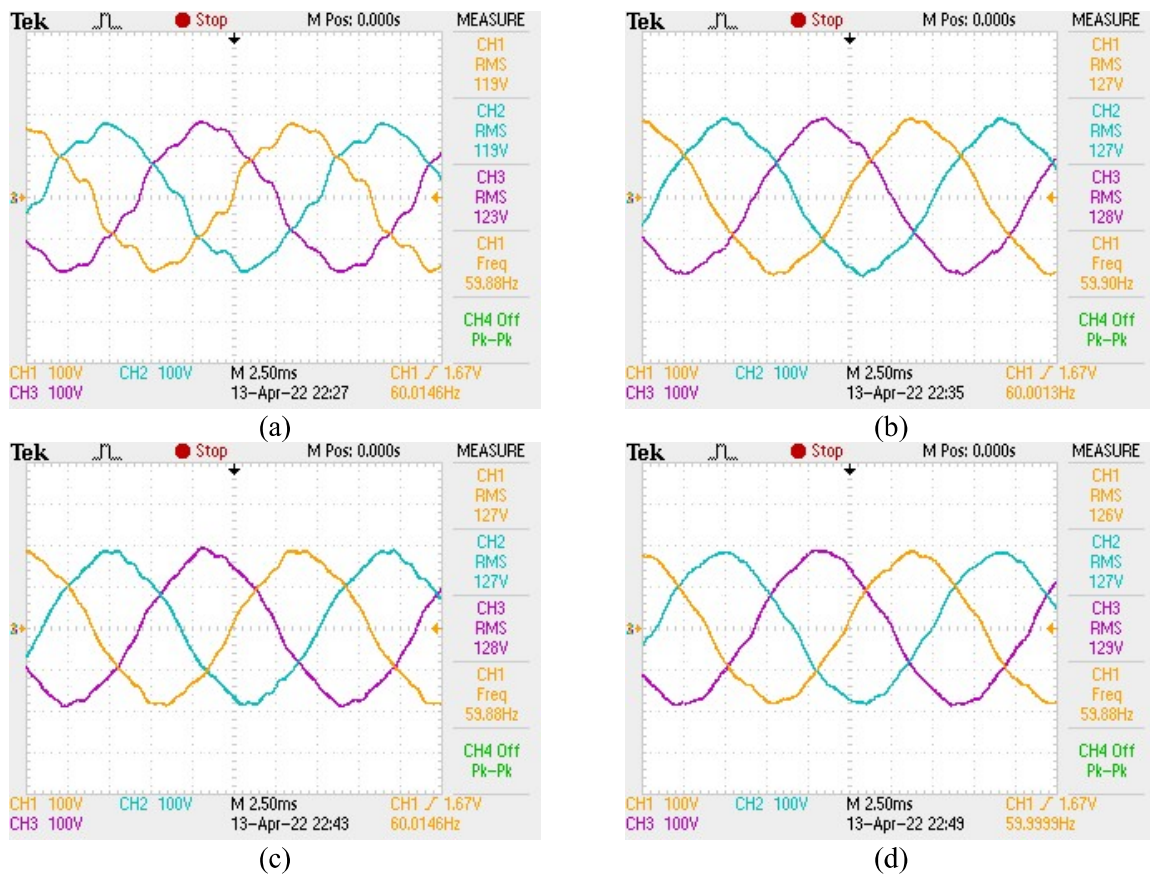 Tek Stop M Pos: 0.000s MEASURE
CH1
RMS
119V
CH2
RMS
119V
CH3
RMS
123V
CH1
Freq
59.88Hz
CH4 Off
Pk-Pk
CH1 100V CH2 100V M 2.50ms CH1 1.67V
CH3 100V 13-Apr-22 22:27 60.0146Hz
(a)
Tek Stop M Pos: 0.000s MEASURE
CH1
RMS
127V
CH2
RMS
127V
CH3
RMS
128V
CH1
Freq
59.90Hz
CH4 Off
Pk-Pk
CH1 100V CH2 100V M 2.50ms CH1 1.67V
CH3 100V 13-Apr-22 22:35 60.0013Hz
(b)
Tek Stop M Pos: 0.000s MEASURE
CH1
RMS
127V
CH2
RMS
127V
CH3
RMS
128V
CH1
Freq
59.88Hz
CH4 Off
Pk-Pk
CH1 100V CH2 100V M 2.50ms CH1 1.67V
CH3 100V 13-Apr-22 22:43 60.0146Hz
(c)
Tek Stop M Pos: 0.000s MEASURE
CH1
RMS
126V
CH2
RMS
127V
CH3
RMS
129V
CH1
Freq
59.88Hz
CH4 Off
Pk-Pk
CH1 100V CH2 100V M 2.50ms CH1 1.67V
CH3 100V 13-Apr-22 22:49 59.9999Hz
(d)